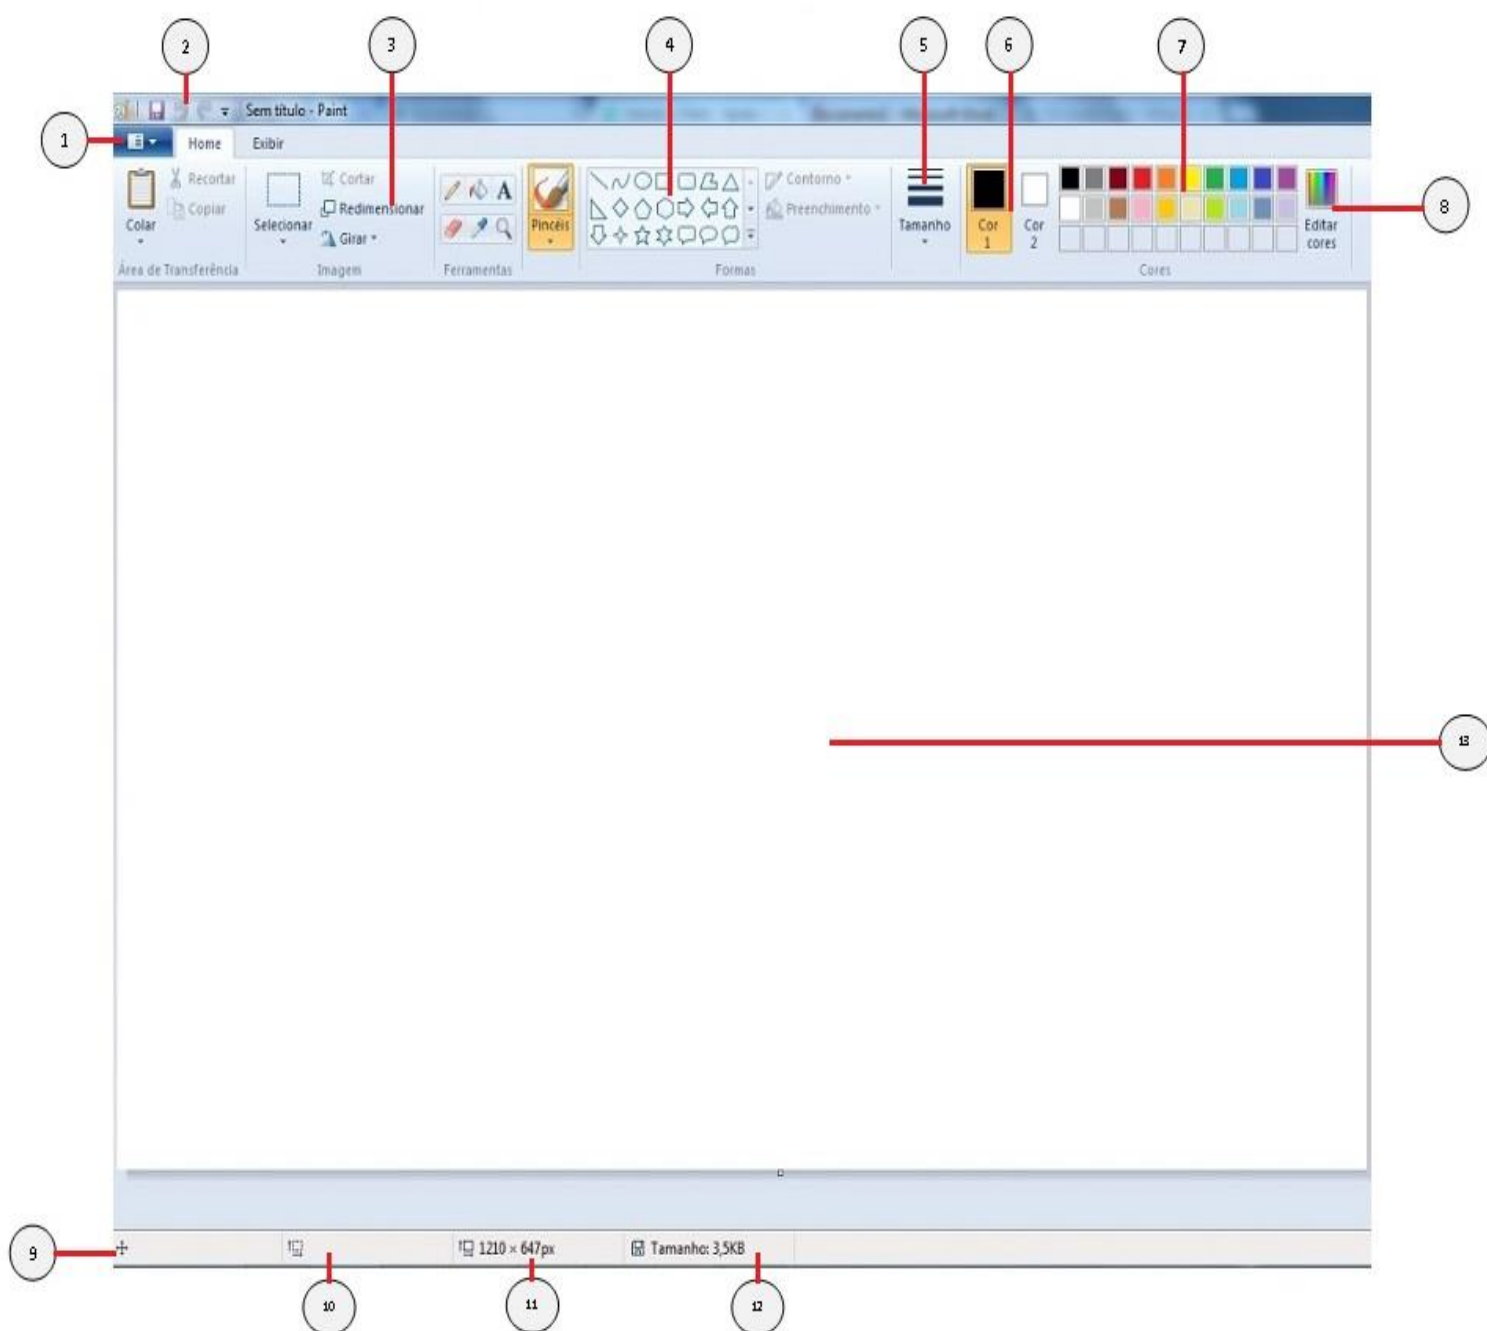 2 3 4 5 6 7
Sem título - Paint
1
Home Exibir
Colar
Recortar
Copiar
Área de Transferência
Selecionar
Cortar
Redimensionar
Girar
Imagem
A
Ferramentas
Pincéis
Contorno
Preenchimento
Formas
Tamanho
Cor
1
Cor
2
Cores
Editar
cores
8
13
9
1210 × 647px
Tamanho: 3,5KB
10 11 12